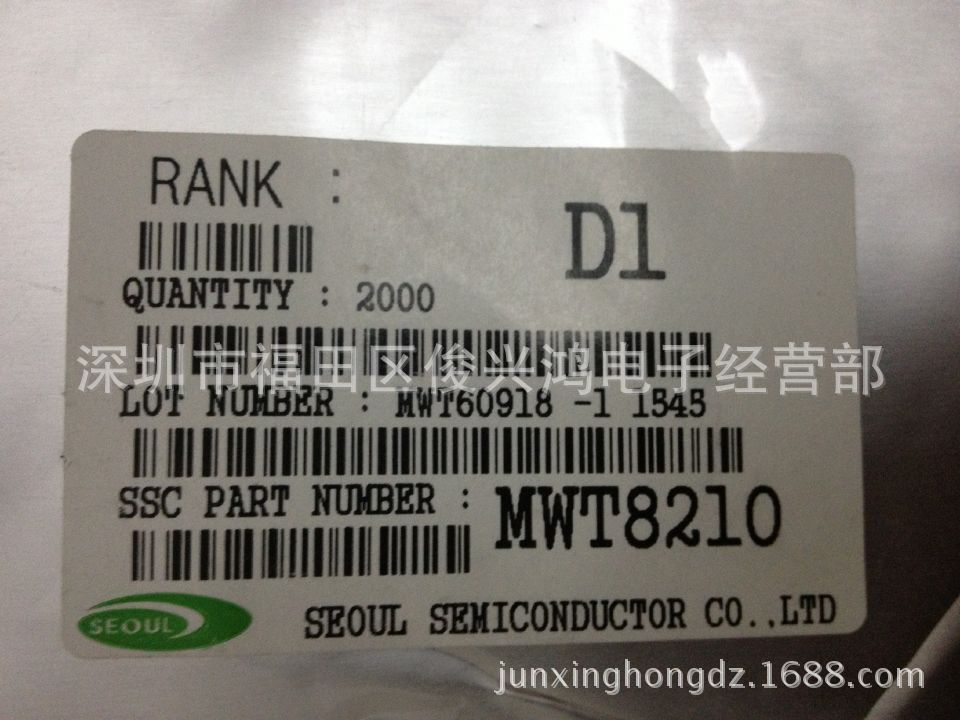 RANK :
D1
QUANTITY : 2000
深圳市福田区俊兴鸿电子经营部
LOT NUMBER : MWT60918 -1 1545
SSC PART NUMBER : MWT8210
SEOUL
SEOUL SEMICONDUCTOR CO.,LTD
junxinghongdz.1688.com